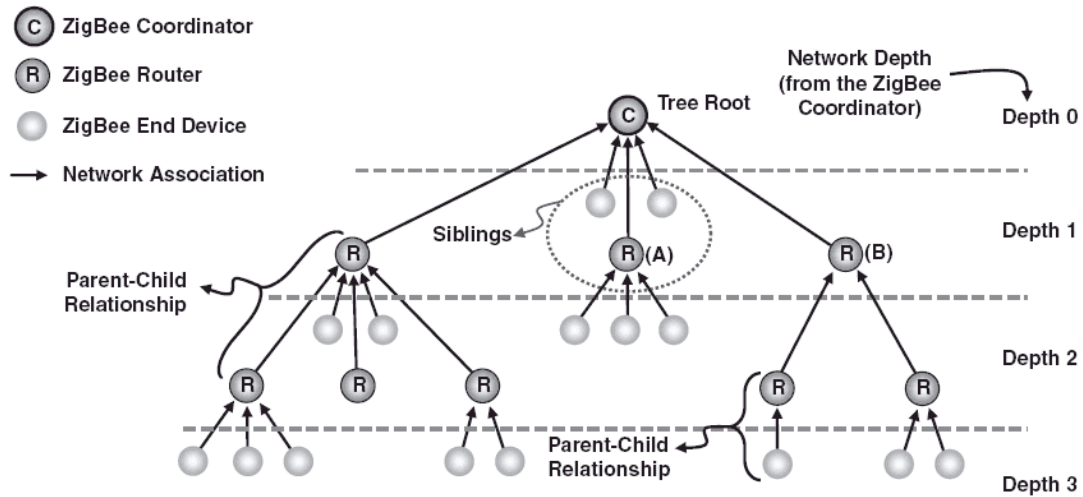 C ZigBee Coordinator
R ZigBee Router
ZigBee End Device
Network Association
Network Depth
(from the ZigBee
Coordinator)
Tree Root
C
Depth 0
Siblings
Depth 1
R
R (A)
R (B)
Parent-Child
Relationship
Depth 2
R
R
R
R
R
Parent-Child
Relationship
Depth 3